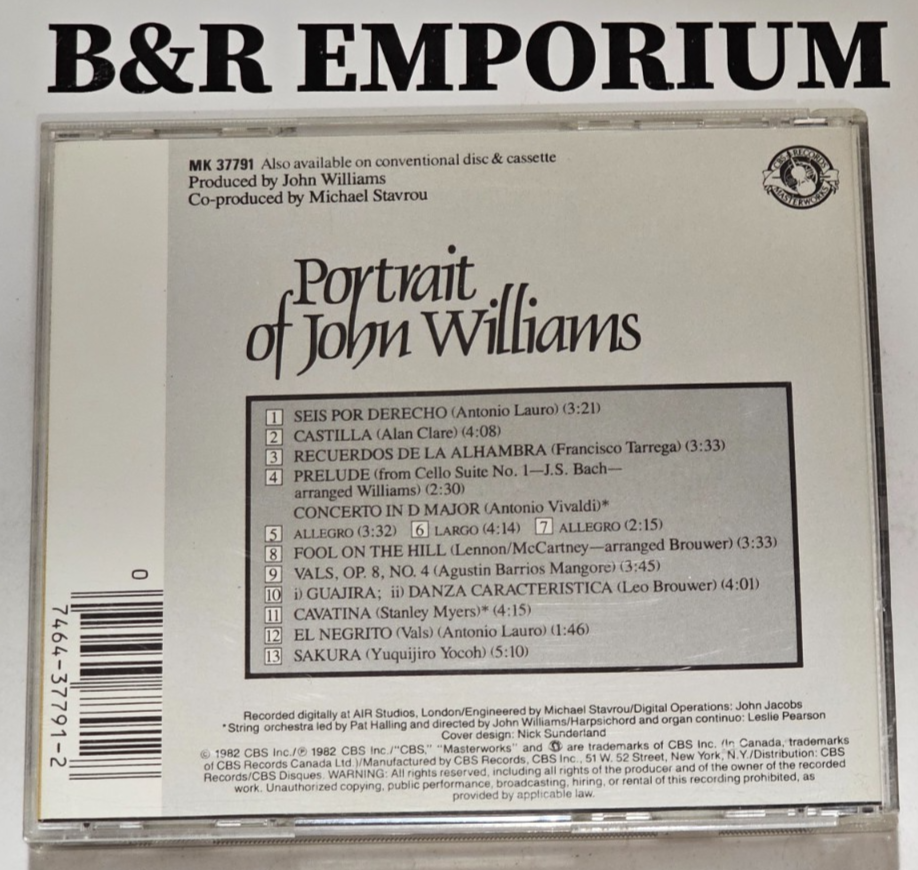 B&R EMPORIUM
MK 37791 Also available on conventional disc & cassette
Produced by John Williams
Co-produced by Michael Stavrou
CBS RECORDS
MASTERWORKS
Portrait
of John Williams
1 SEIS POR DERECHO (Antonio Lauro) (3:21)
2 CASTILLA (Alan Clare) (4:08)
3 RECUERDOS DE LA ALHAMBRA (Francisco Tarrega) (3:33)
4 PRELUDE (from Cello Suite No. 1—J.S. Bach—
arranged Williams) (2:30)
CONCERTO IN D MAJOR (Antonio Vivaldi)*
5 ALLEGRO (3:32) 6 LARGO (4:14) 7 ALLEGRO (2:15)
8 FOOL ON THE HILL (Lennon/McCartney—arranged Brouwer) (3:33)
9 VALS, OP. 8, NO. 4 (Agustin Barrios Mangore) (3:45)
10 i) GUAJIRA; ii) DANZA CARACTERISTICA (Leo Brouwer) (4:01)
11 CAVATINA (Stanley Myers)* (4:15)
12 EL NEGRITO (Vals) (Antonio Lauro) (1:46)
13 SAKURA (Yuquijiro Yocoh) (5:10)
0
7464-37791-2
Recorded digitally at AIR Studios, London/Engineered by Michael Stavrou/Digital Operations: John Jacobs
*String orchestra led by Pat Halling and directed by John Williams/Harpsichord and organ continuo: Leslie Pearson
Cover design: Nick Sunderland
© 1982 CBS Inc./℗ 1982 CBS Inc./"CBS," "Masterworks" and are trademarks of CBS Inc. (In Canada, trademarks
of CBS Records Canada Ltd.)/Manufactured by CBS Records, CBS Inc., 51 W. 52 Street, New York, N.Y./Distribution: CBS
Records/CBS Disques. WARNING: All rights reserved, including all rights of the producer and of the owner of the recorded
work. Unauthorized copying, public performance, broadcasting, hiring, or rental of this recording prohibited, as
provided by applicable law.